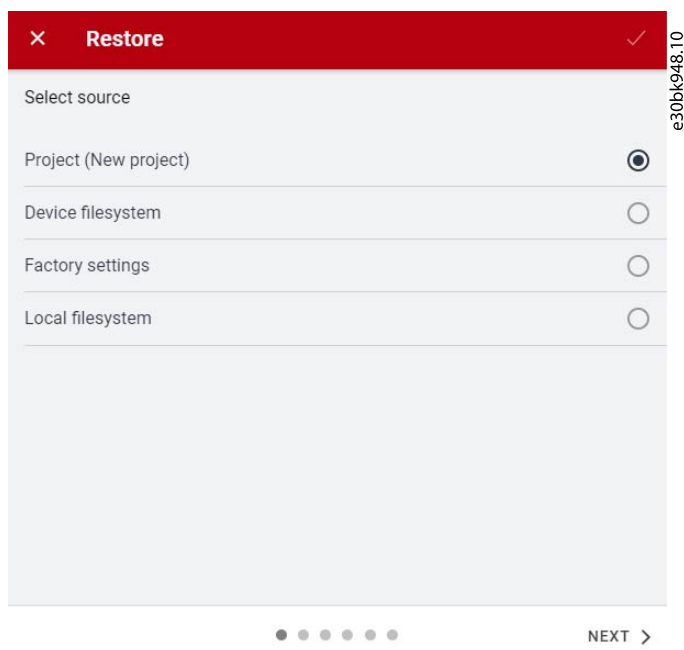 Restore
Select source
Project (New project)
Device filesystem
Factory settings
Local filesystem
NEXT
e30bk948.10